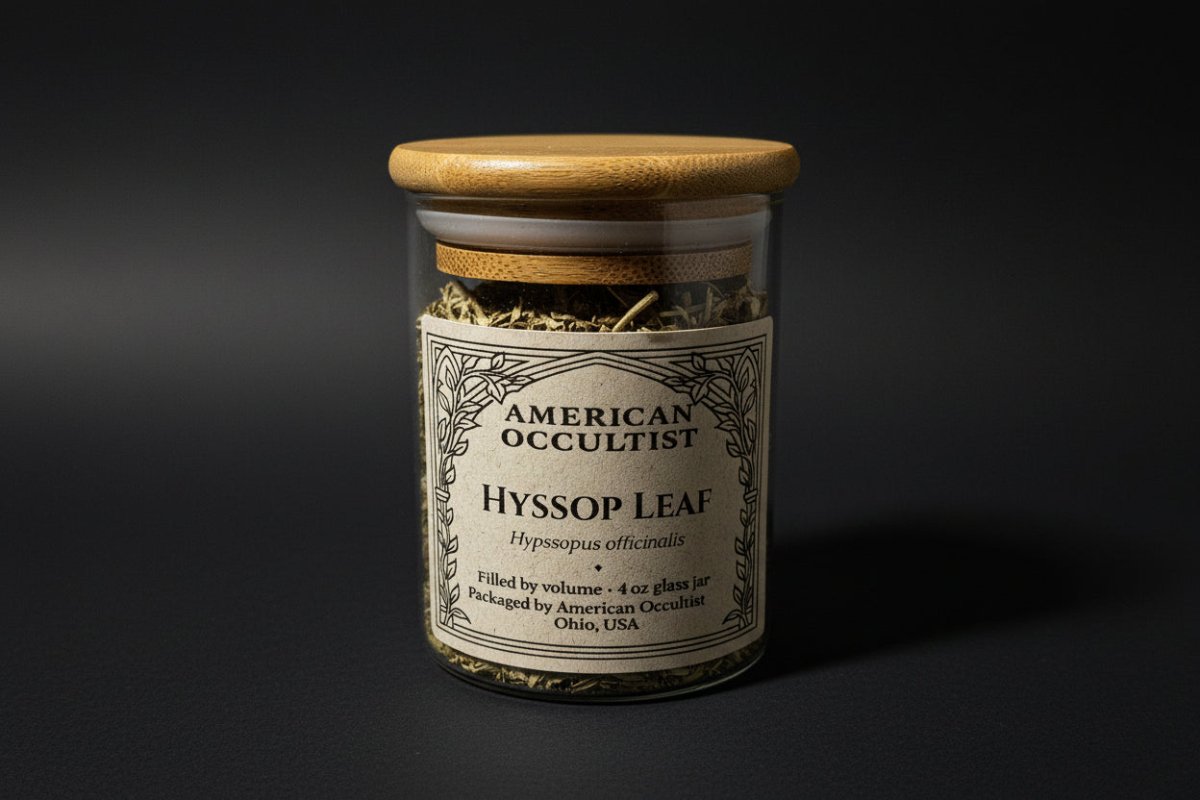 AMERICAN
OCCULTIST
HYSSOP LEAF
Hypssopus officinalis
Filled by volume · 4 oz glass jar
Packaged by American Occultist
Ohio, USA